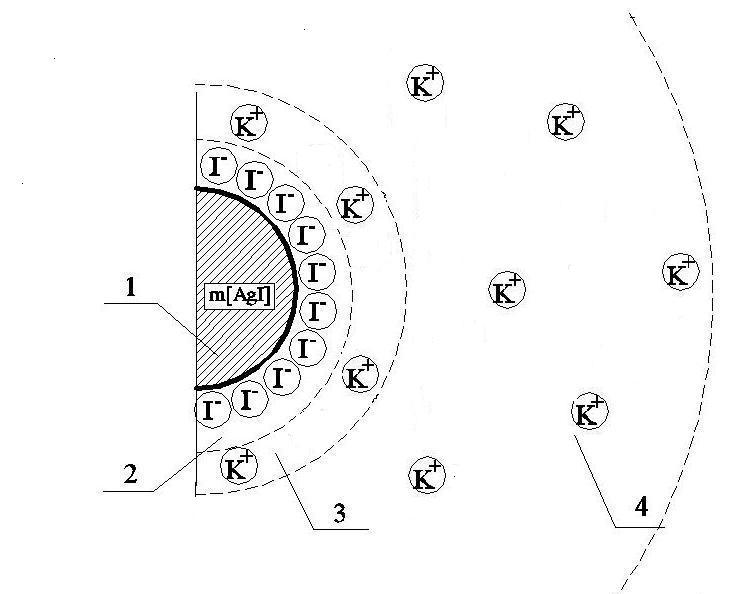 K+
K+
K+
I-
I-
I-
K+
I-
I-
K+
1
m[AgI]
K+
I-
I-
I-
K+
I-
I-
K+
2
K+
K+
3
4